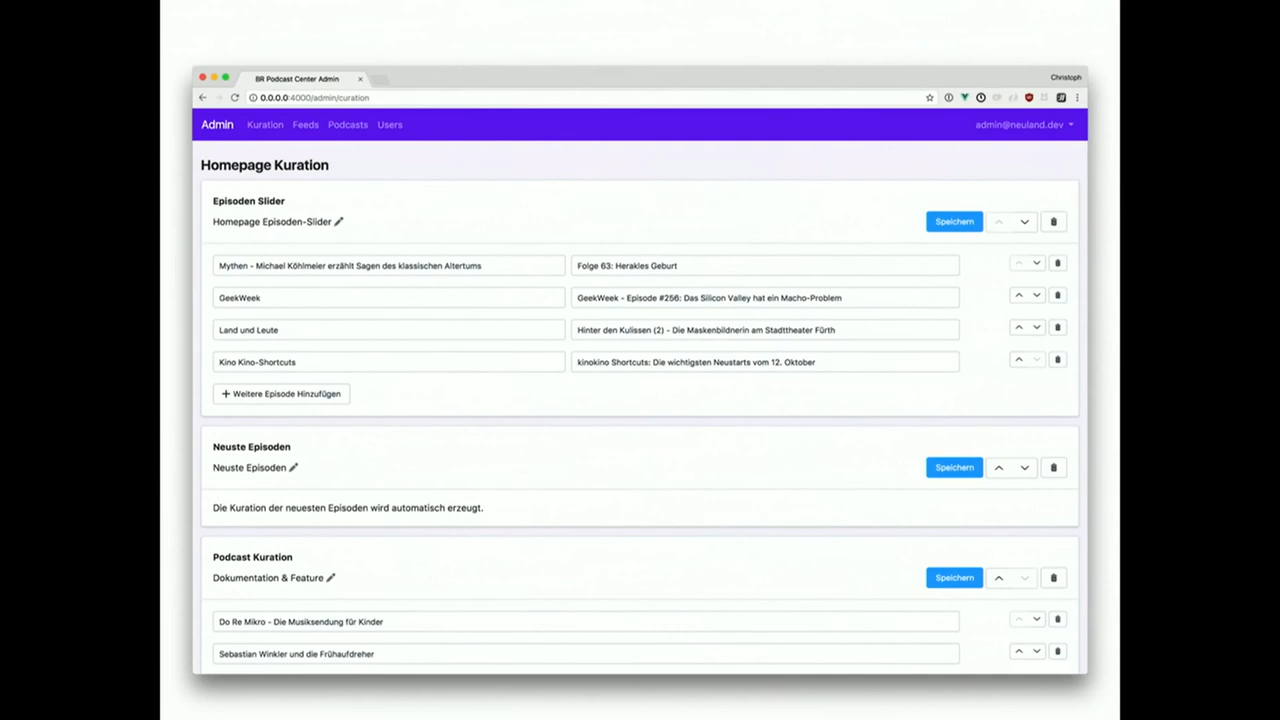 BR Podcast Center Admin
Christoph
0.0.0.0:4000/admin/curation
Admin Kuration Feeds Podcasts Users admin@neuland.dev
Homepage Kuration
Episoden Slider
Homepage Episoden-Slider Speichern
Mythen - Michael Köhlmeier erzählt Sagen des klassischen Altertums Folge 63: Herakles Geburt
GeekWeek GeekWeek - Episode #256: Das Silicon Valley hat ein Macho-Problem
Land und Leute Hinter den Kulissen (2) - Die Maskenbildnerin am Stadttheater Fürth
Kino Kino-Shortcuts kinokino Shortcuts: Die wichtigsten Neustarts vom 12. Oktober
Weitere Episode Hinzufügen
Neuste Episoden
Neuste Episoden Speichern
Die Kuration der neuesten Episoden wird automatisch erzeugt.
Podcast Kuration
Dokumentation & Feature Speichern
Do Re Mikro - Die Musiksendung für Kinder
Sebastian Winkler und die Frühaufdreher